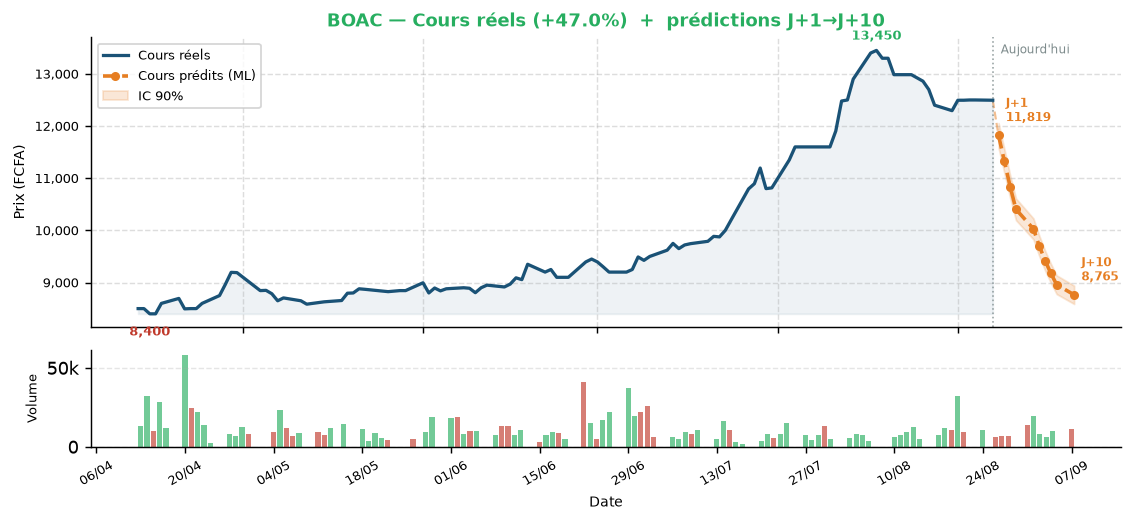 BOAC — Cours réels (+47.0%) + prédictions J+1→J+10
13,450
Cours réels
Cours prédits (ML)
IC 90%
Aujourd'hui
J+1
11,819
J+10
8,765
8,400
Prix (FCFA)
13,000
12,000
11,000
10,000
9,000
Volume
50k
0
06/04
20/04
04/05
18/05
01/06
15/06
29/06
13/07
27/07
10/08
24/08
07/09
Date